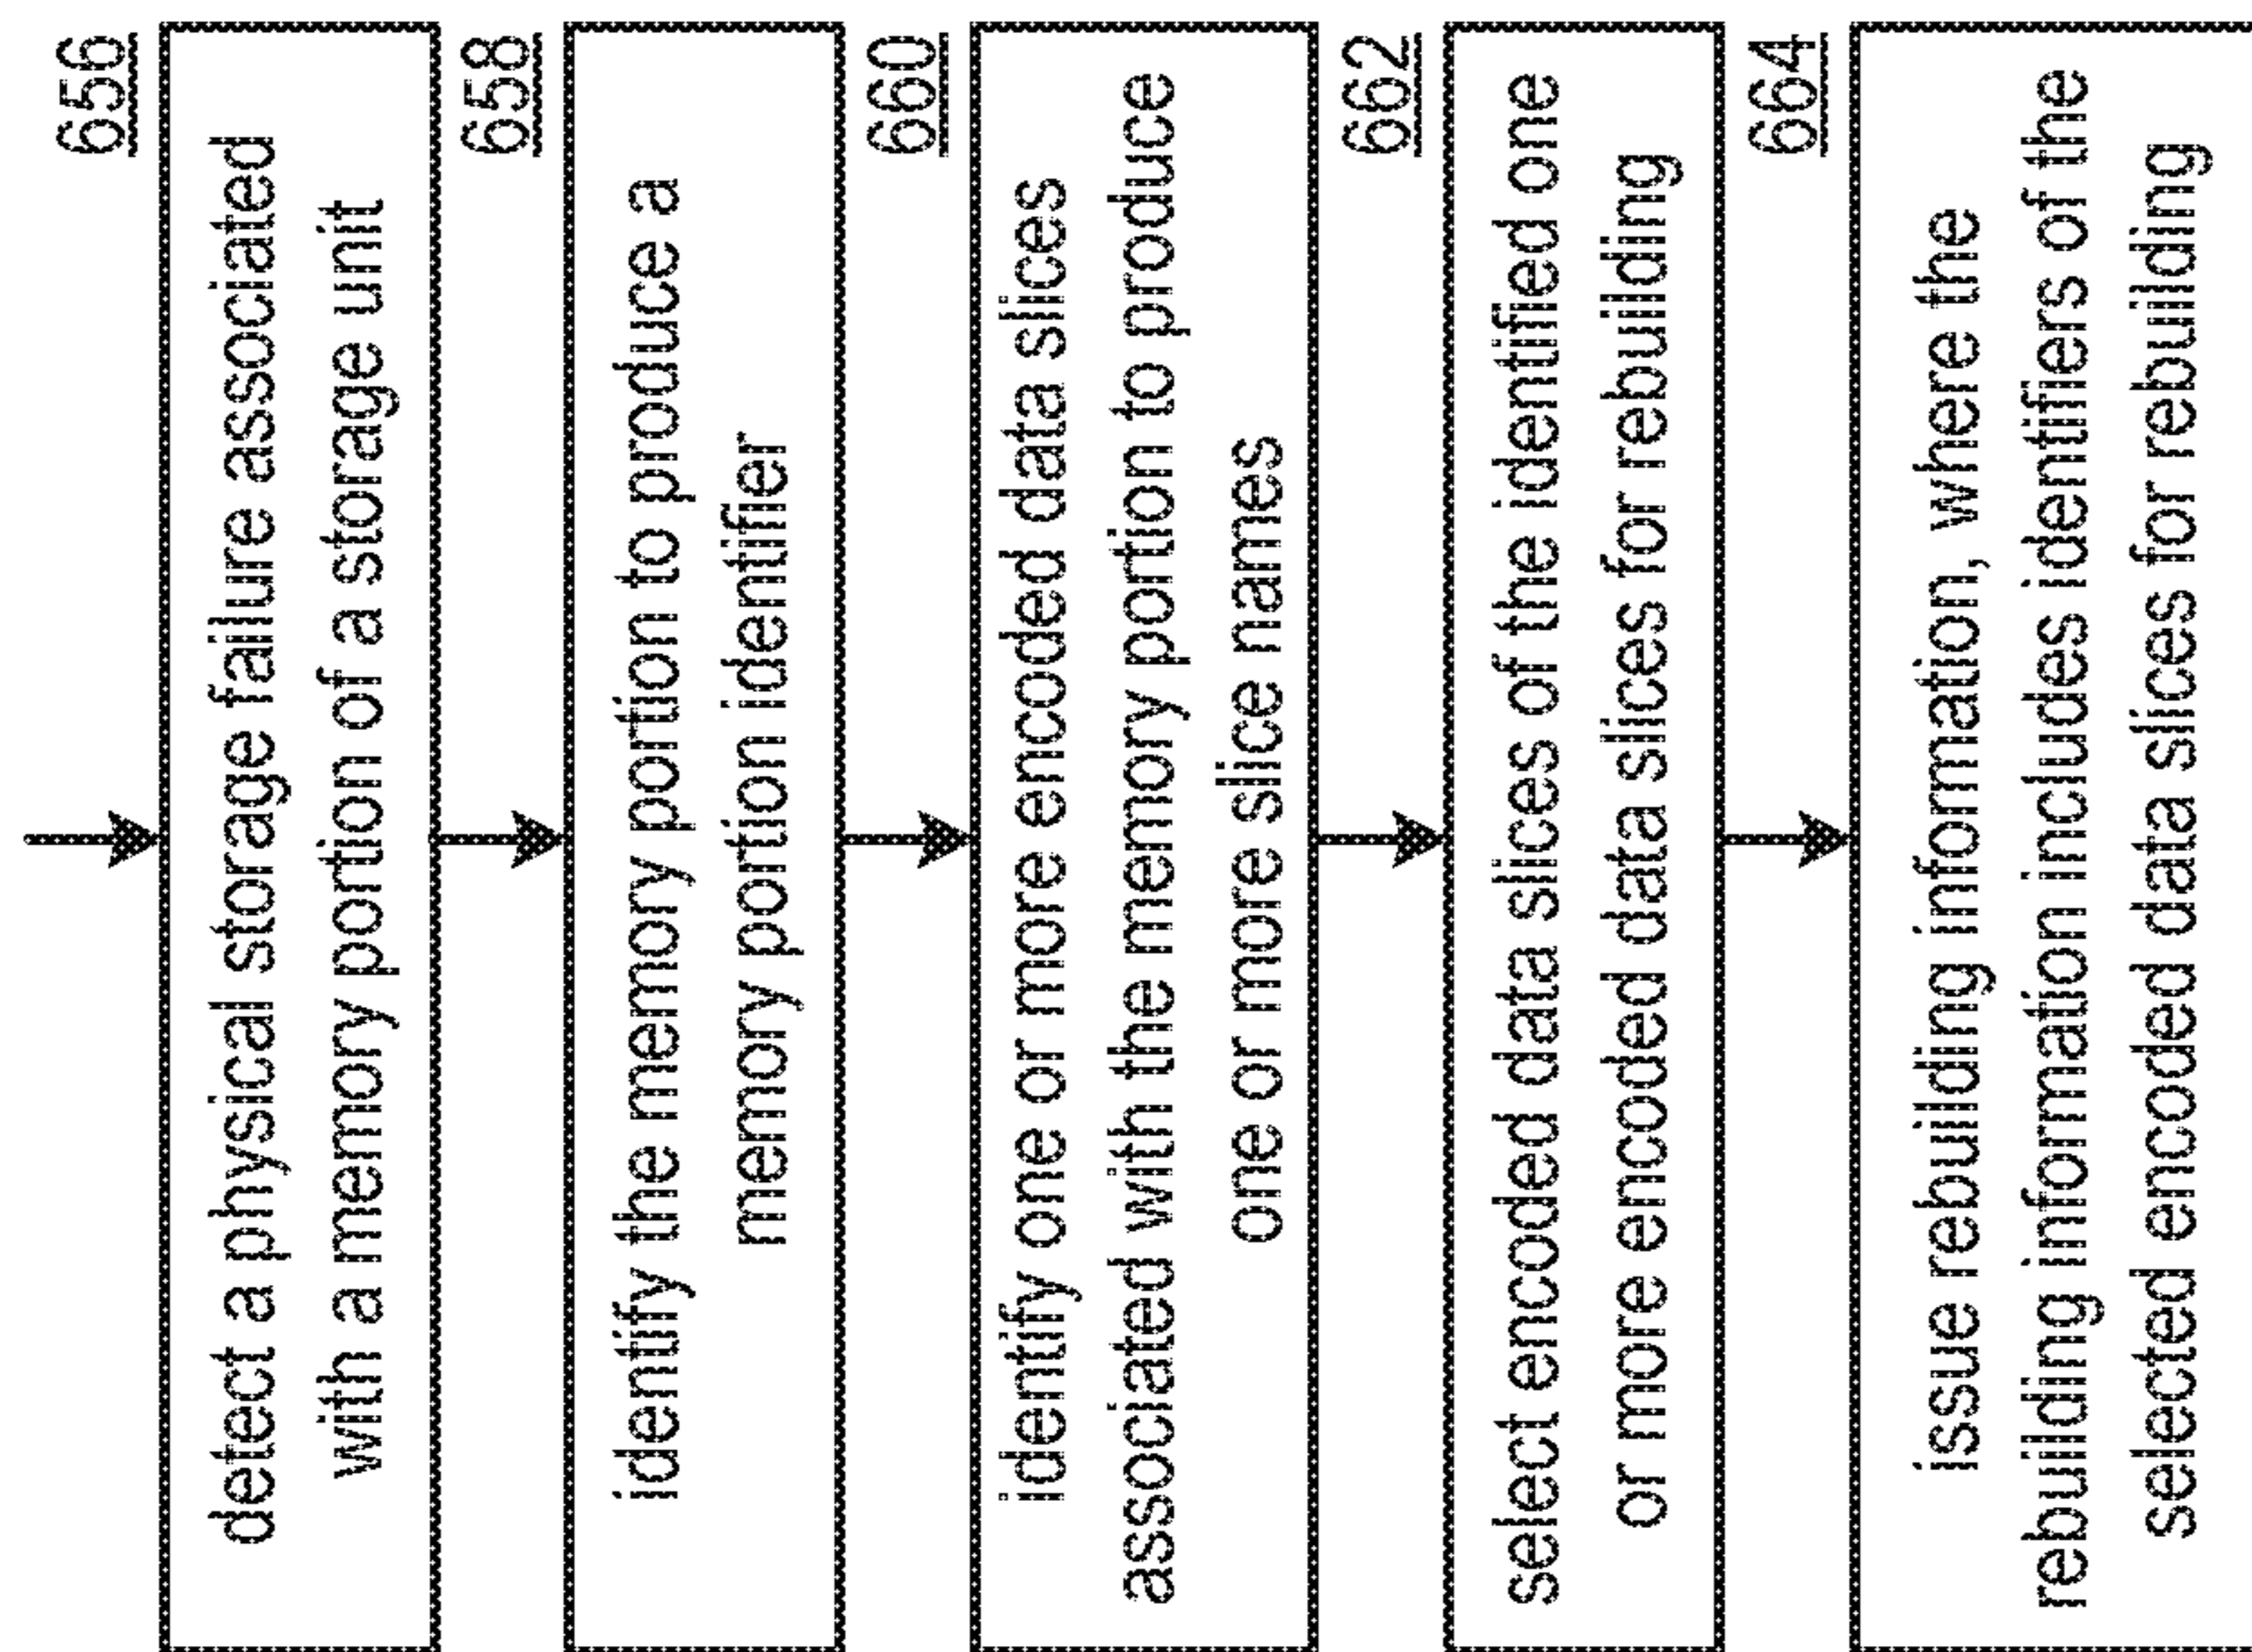 656
detect a physical storage failure associated
with a memory portion of a storage unit
658
identify the memory portion to produce a
memory portion identifier
660
identify one or more encoded data slices
associated with the memory portion to produce
one or more slice names
662
select encoded data slices of the identified one
or more encoded data slices for rebuilding
664
issue rebuilding information, where the
rebuilding information includes identifiers of the
selected encoded data slices for rebuilding